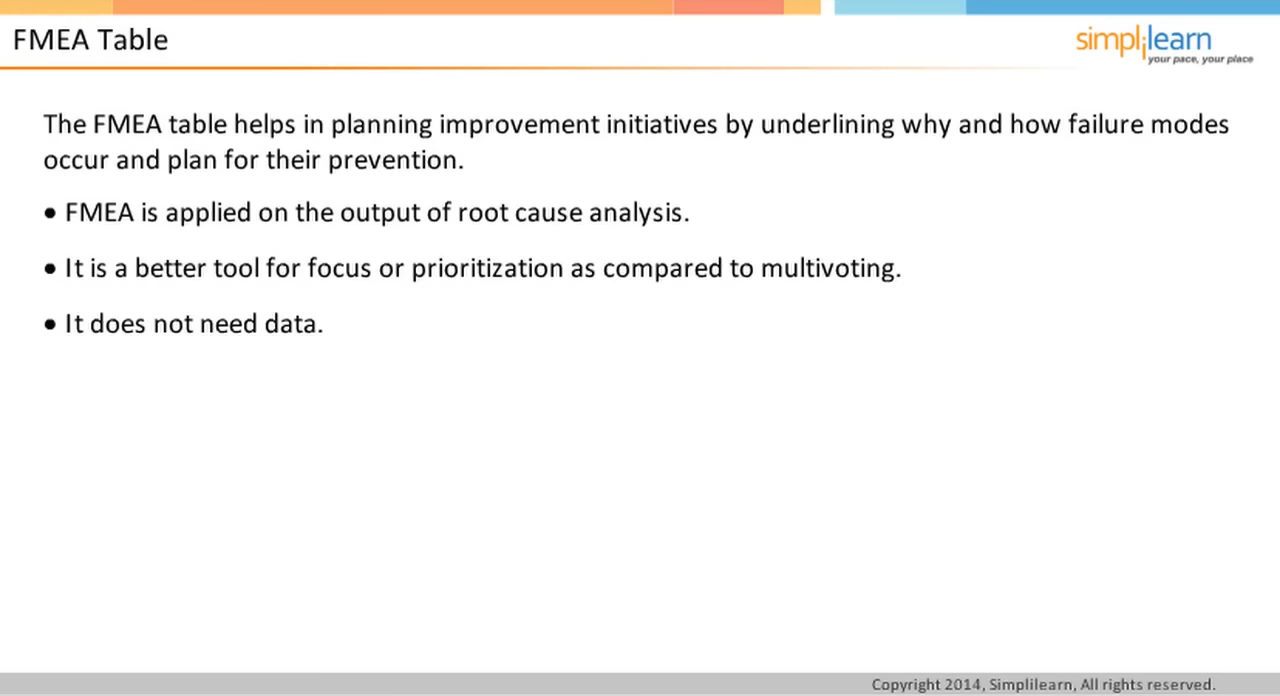 FMEA Table
simplilearn
your pace, your place
The FMEA table helps in planning improvement initiatives by underlining why and how failure modes
occur and plan for their prevention.
• FMEA is applied on the output of root cause analysis.
• It is a better tool for focus or prioritization as compared to multivoting.
• It does not need data.
Copyright 2014, Simplilearn, All rights reserved.